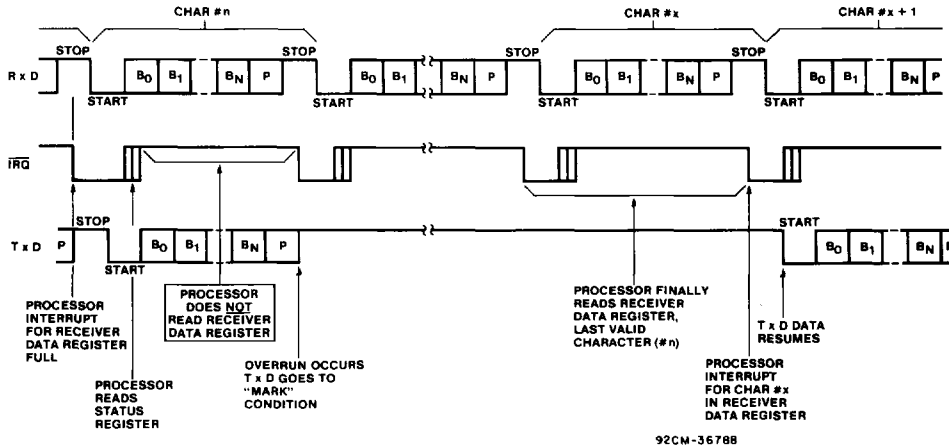 CHAR #n CHAR #x CHAR #x + 1
STOP STOP STOP STOP
R x D B0 B1 BN P B0 B1 BN P B0 B1 BN P B0 B1 BN P
START START START START
IRQ
STOP START
T x D P B0 B1 BN P B0 B1 BN
START
PROCESSOR
INTERRUPT
FOR RECEIVER
DATA REGISTER
FULL
PROCESSOR
READS
STATUS
REGISTER
PROCESSOR
DOES NOT
READ RECEIVER
DATA REGISTER
OVERRUN OCCURS
T x D GOES TO
"MARK"
CONDITION
PROCESSOR FINALLY
READS RECEIVER
DATA REGISTER,
LAST VALID
CHARACTER (#n)
PROCESSOR
INTERRUPT
FOR CHAR #x
IN RECEIVER
DATA REGISTER
T x D DATA
RESUMES
92CM-36788